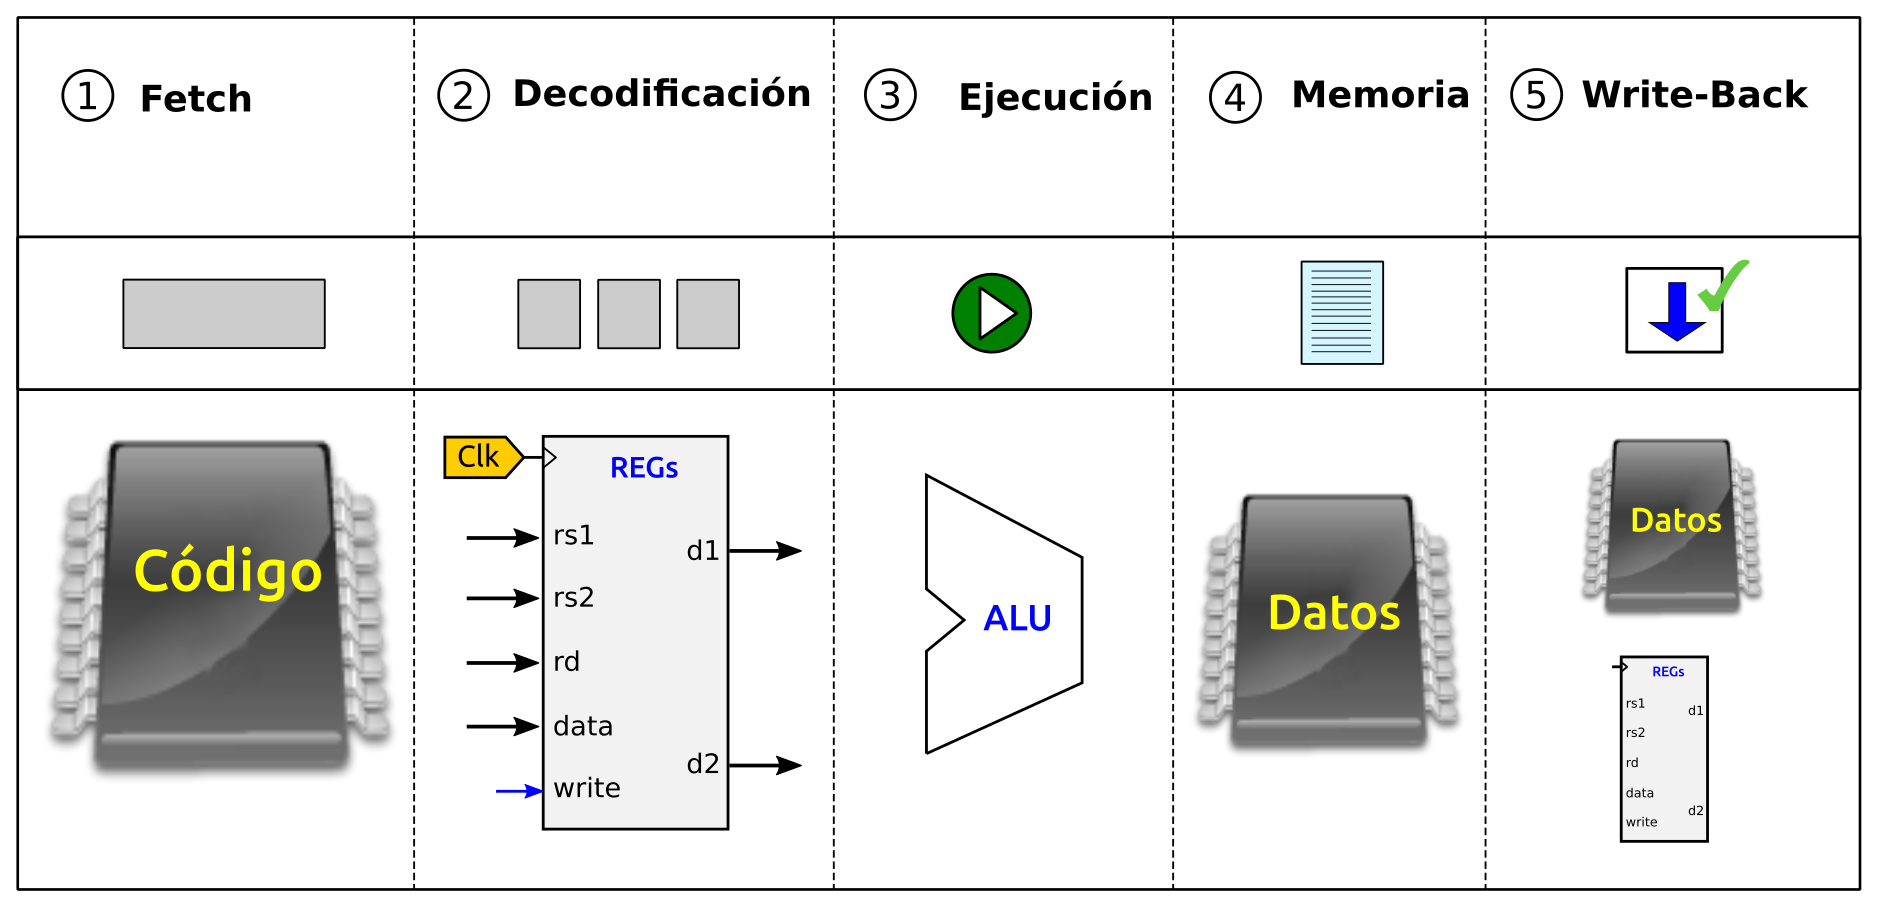 1 Fetch
2 Decodificación
3 Ejecución
4 Memoria
5 Write-Back
Código
Clk
REGs
rs1
rs2
rd
data
write
d1
d2
ALU
Datos
Datos
REGs
rs1
rs2
rd
data
write
d1
d2